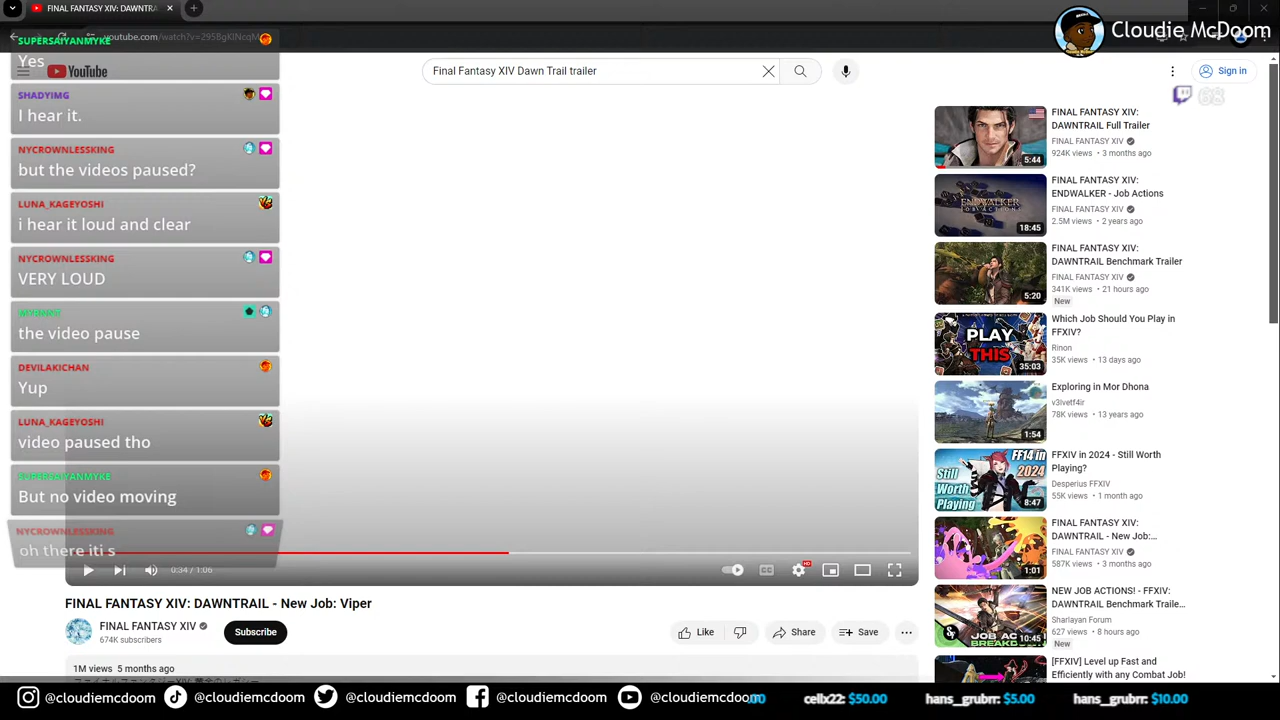 FINAL FANTASY XIV: DAWNTRA
youtube.com/watch?v=295BgKINcqM
Cloudie McDoom
SUPERSAIYANMYKE
Yes
YouTube
Final Fantasy XIV Dawn Trail trailer
Sign in
SHADYIMG
I hear it.
NYCROWNLESSKING
but the videos paused?
LUNA_KAGEYOSHI
i hear it loud and clear
NYCROWNLESSKING
VERY LOUD
the video pause
DEVILAKICHAN
Yup
LUNA_KAGEYOSHI
video paused tho
SUPERSAIYANMYKE
But no video moving
NYCROWNLESSKING
oh there iti s
0:34 / 1:06
FINAL FANTASY XIV: DAWNTRAIL - New Job: Viper
FINAL FANTASY XIV
674K subscribers
Subscribe
Like
Share
Save
1M views 5 months ago
5:44
FINAL FANTASY XIV:
DAWNTRAIL Full Trailer
FINAL FANTASY XIV
924K views • 3 months ago
ENDWALKER
JOB ACTIONS
18:45
FINAL FANTASY XIV:
ENDWALKER - Job Actions
FINAL FANTASY XIV
2.5M views • 2 years ago
5:20
FINAL FANTASY XIV:
DAWNTRAIL Benchmark Trailer
FINAL FANTASY XIV
341K views • 21 hours ago
New
PLAY
THIS
35:03
Which Job Should You Play in
FFXIV?
Rinon
35K views • 13 days ago
1:54
Exploring in Mor Dhona
v3ivetf4ir
78K views • 13 years ago
FF14 in
2024
Still
Worth
Playing
8:47
FFXIV in 2024 - Still Worth
Playing?
Desperius FFXIV
55K views • 1 month ago
1:01
FINAL FANTASY XIV:
DAWNTRAIL - New Job:...
FINAL FANTASY XIV
587K views • 3 months ago
JOB ACTIONS
10:45
NEW JOB ACTIONS! - FFXIV:
DAWNTRAIL Benchmark Traile...
Sharlayan Forum
627 views • 8 hours ago
New
[FFXIV] Level up Fast and
Efficiently with any Combat Job!
@cloudiemcdoom
@cloudiemcdoom
@cloudiemcdoom
@cloudiemcdoom
@cloudiemcdoom
.00
cellx22: $50.00
hans_grubrr: $5.00
hans_grubrr: $10.00